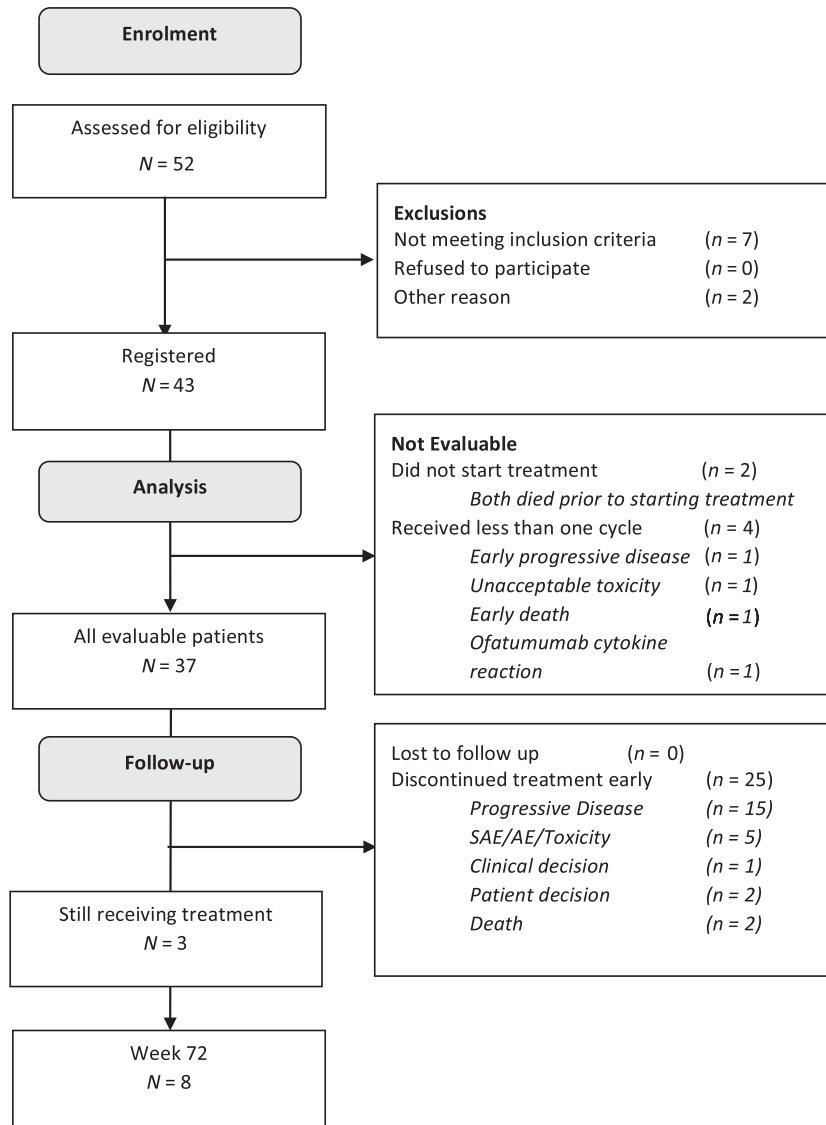 Enrolment
Assessed for eligibility
N = 52
Exclusions
Not meeting inclusion criteria (n = 7)
Refused to participate (n = 0)
Other reason (n = 2)
Registered
N = 43
Not Evaluable
Did not start treatment (n = 2)
Both died prior to starting treatment
Received less than one cycle (n = 4)
Early progressive disease (n = 1)
Unacceptable toxicity (n = 1)
Early death (n = 1)
Ofatumumab cytokine
reaction (n = 1)
Analysis
All evaluable patients
N = 37
Follow-up
Lost to follow up (n = 0)
Discontinued treatment early (n = 25)
Progressive Disease (n = 15)
SAE/AE/Toxicity (n = 5)
Clinical decision (n = 1)
Patient decision (n = 2)
Death (n = 2)
Still receiving treatment
N = 3
Week 72
N = 8